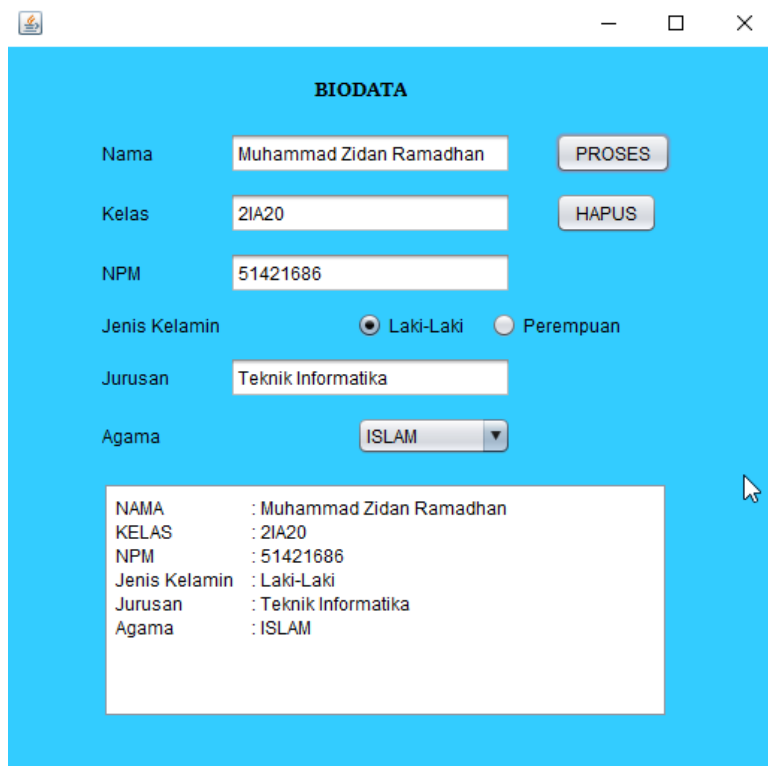 BIODATA
Nama Muhammad Zidan Ramadhan PROSES
Kelas 2IA20 HAPUS
NPM 51421686
Jenis Kelamin Laki-Laki Perempuan
Jurusan Teknik Informatika
Agama ISLAM
NAMA : Muhammad Zidan Ramadhan
KELAS : 2IA20
NPM : 51421686
Jenis Kelamin : Laki-Laki
Jurusan : Teknik Informatika
Agama : ISLAM